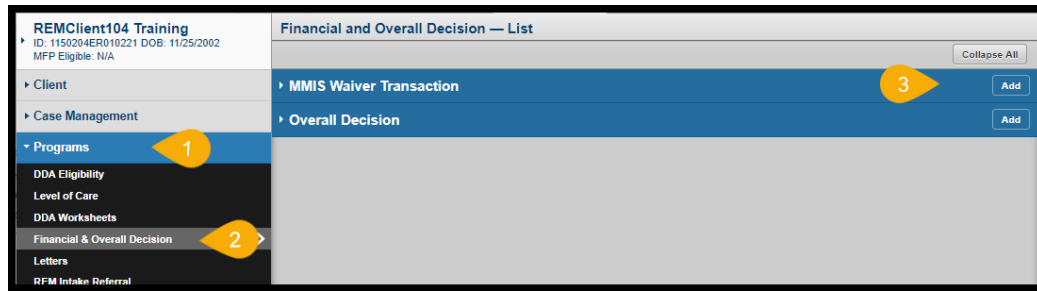 REMClient104 Training
ID: 1150204ER010221 DOB: 11/25/2002
MFP Eligible: N/A
Client
Case Management
Programs 1
DDA Eligibility
Level of Care
DDA Worksheets
Financial & Overall Decision 2
Letters
REM Intake Referral
Financial and Overall Decision — List
Collapse All
MMIS Waiver Transaction 3 Add
Overall Decision Add